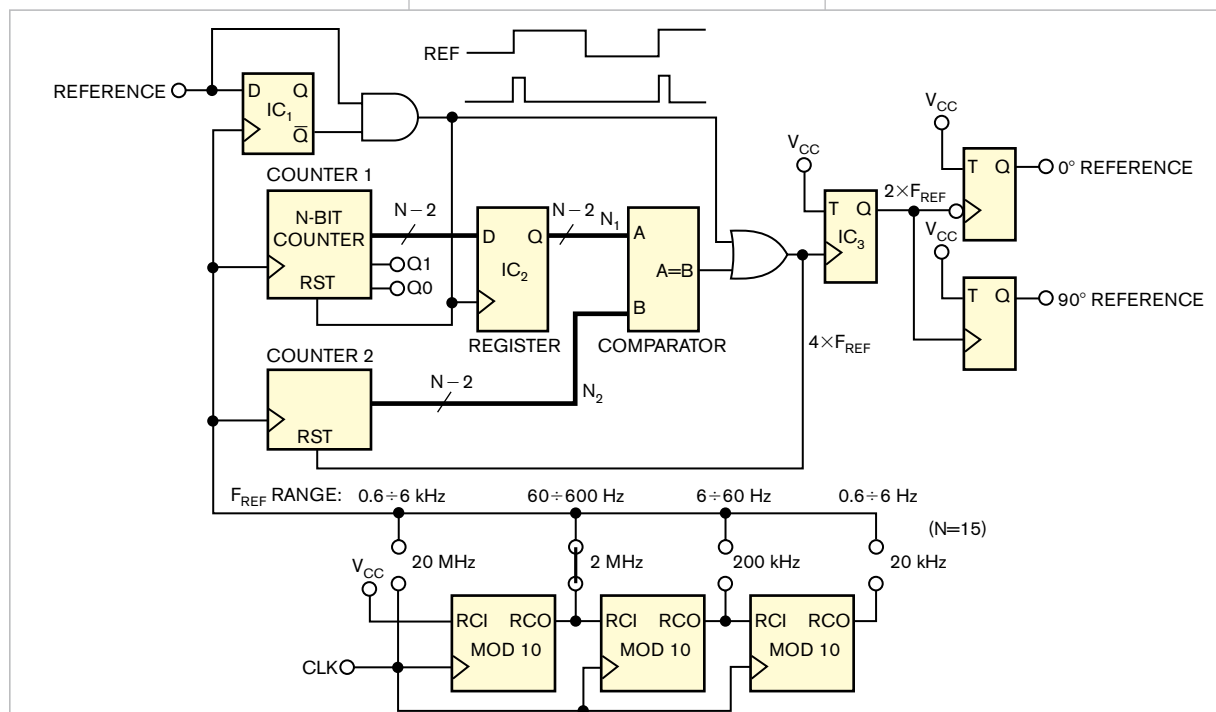 REF
REFERENCE
D Q
IC1
Q̅
VCC
VCC
T Q
0° REFERENCE
COUNTER 1
N-BIT
COUNTER
RST
N−2
Q1
Q0
D Q
IC2
REGISTER
N−2
N1
A
A=B
B
COMPARATOR
T Q
IC3
2×FREF
VCC
T Q
90° REFERENCE
4×FREF
COUNTER 2
RST
N−2
N2
FREF RANGE: 0.6÷6 kHz 60÷600 Hz 6÷60 Hz 0.6÷6 Hz
(N=15)
20 MHz 2 MHz 200 kHz 20 kHz
VCC
RCI RCO RCI RCO RCI RCO
MOD 10 MOD 10 MOD 10
CLK